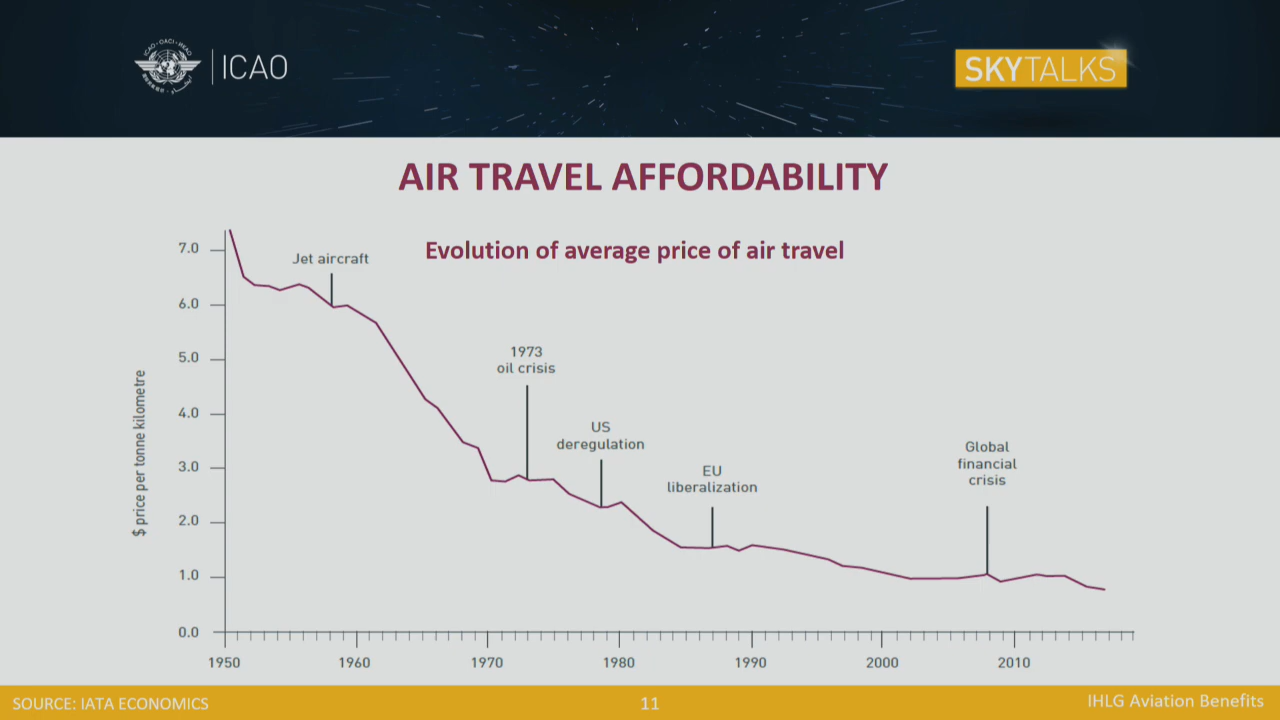 ICAO · OACI · ИКАО
ICAO
SKYTALKS
AIR TRAVEL AFFORDABILITY
Evolution of average price of air travel
$ price per tonne kilometre
7.0
6.0
5.0
4.0
3.0
2.0
1.0
0.0
Jet aircraft
1973
oil crisis
US
deregulation
EU
liberalization
Global
financial
crisis
1950
1960
1970
1980
1990
2000
2010
SOURCE: IATA ECONOMICS
11
IHLG Aviation Benefits